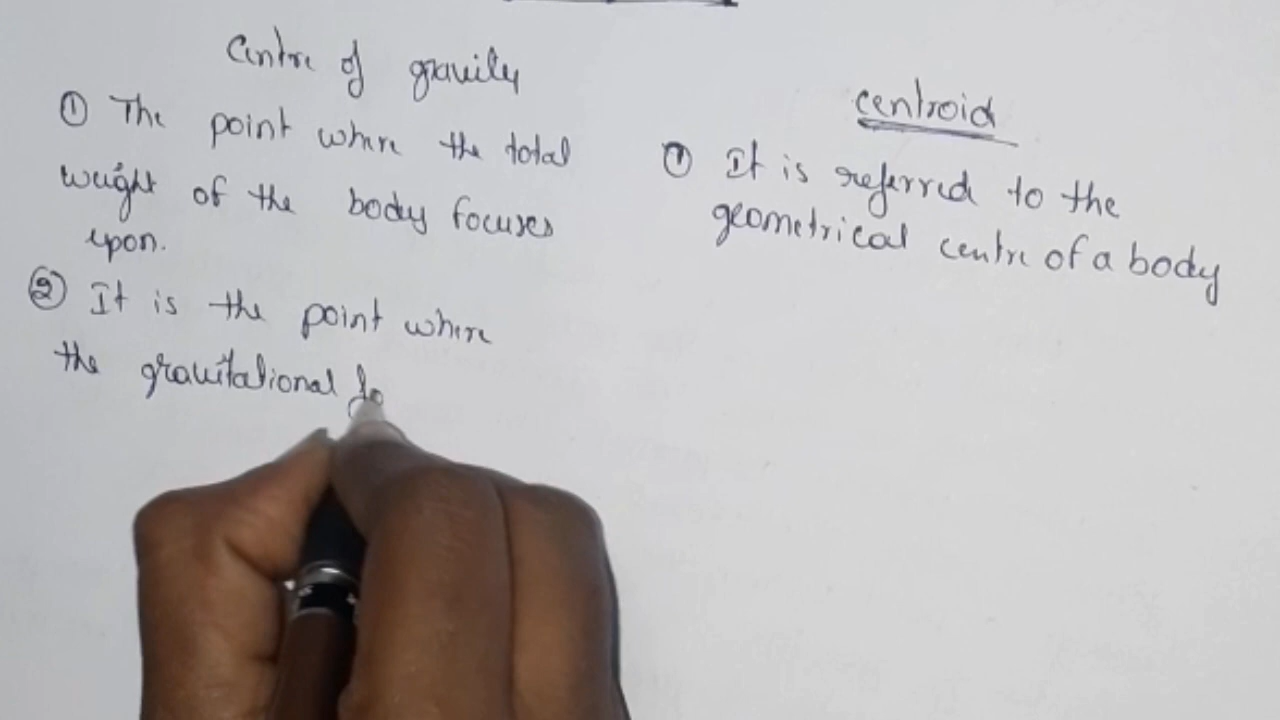 Centre of gravity
① The point where the total
weight of the body focuses
upon.
② It is the point where
the gravitational fo
centroid
① It is referred to the
geometrical centre of a body